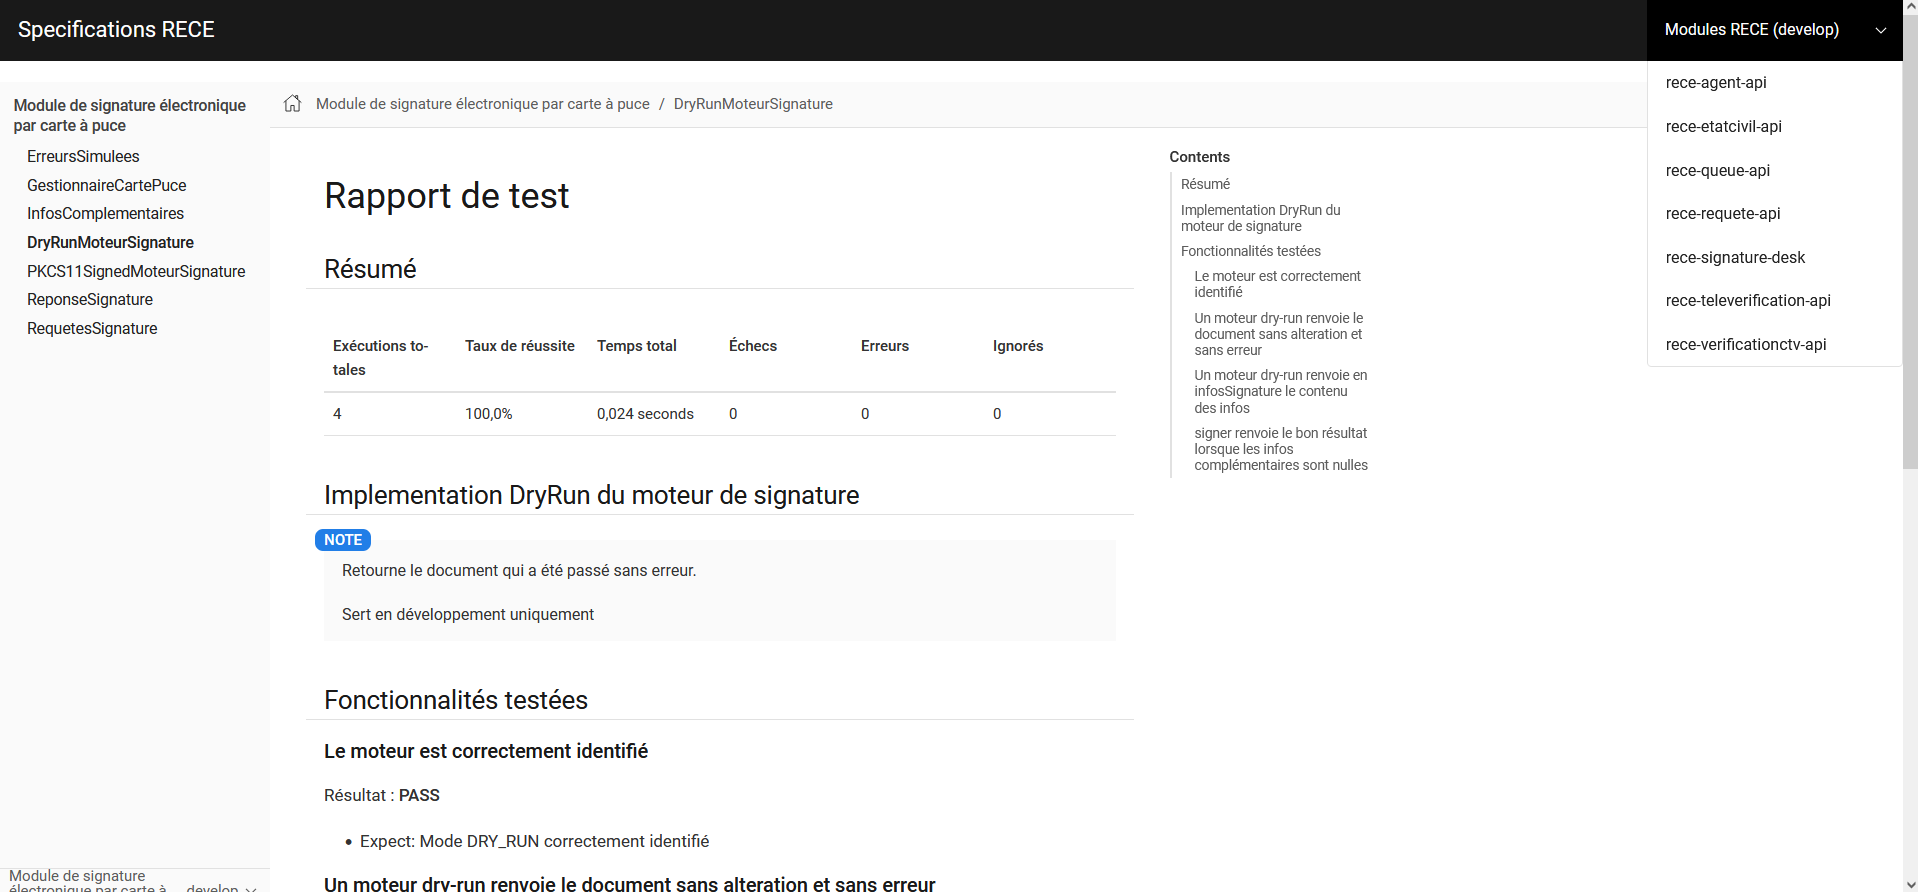 Specifications RECE
Modules RECE (develop)
rece-agent-api
rece-etatcivil-api
rece-queue-api
rece-requete-api
rece-signature-desk
rece-televerification-api
rece-verificationctv-api
Module de signature électronique
par carte à puce
ErreursSimulees
GestionnaireCartePuce
InfosComplementaires
DryRunMoteurSignature
PKCS11SignedMoteurSignature
ReponseSignature
RequetesSignature
Module de signature
électronique par carte à
develop
Module de signature électronique par carte à puce / DryRunMoteurSignature
Rapport de test
Résumé
Exécutions to-
tales
Taux de réussite
Temps total
Échecs
Erreurs
Ignorés
4
100,0%
0,024 seconds
0
0
0
Implementation DryRun du moteur de signature
NOTE
Retourne le document qui a été passé sans erreur.
Sert en développement uniquement
Fonctionnalités testées
Le moteur est correctement identifié
Résultat : PASS
• Expect: Mode DRY_RUN correctement identifié
Un moteur dry-run renvoie le document sans alteration et sans erreur
Contents
Résumé
Implementation DryRun du
moteur de signature
Fonctionnalités testées
Le moteur est correctement
identifié
Un moteur dry-run renvoie le
document sans alteration et
sans erreur
Un moteur dry-run renvoie en
infosSignature le contenu
des infos
signer renvoie le bon résultat
lorsque les infos
complémentaires sont nulles